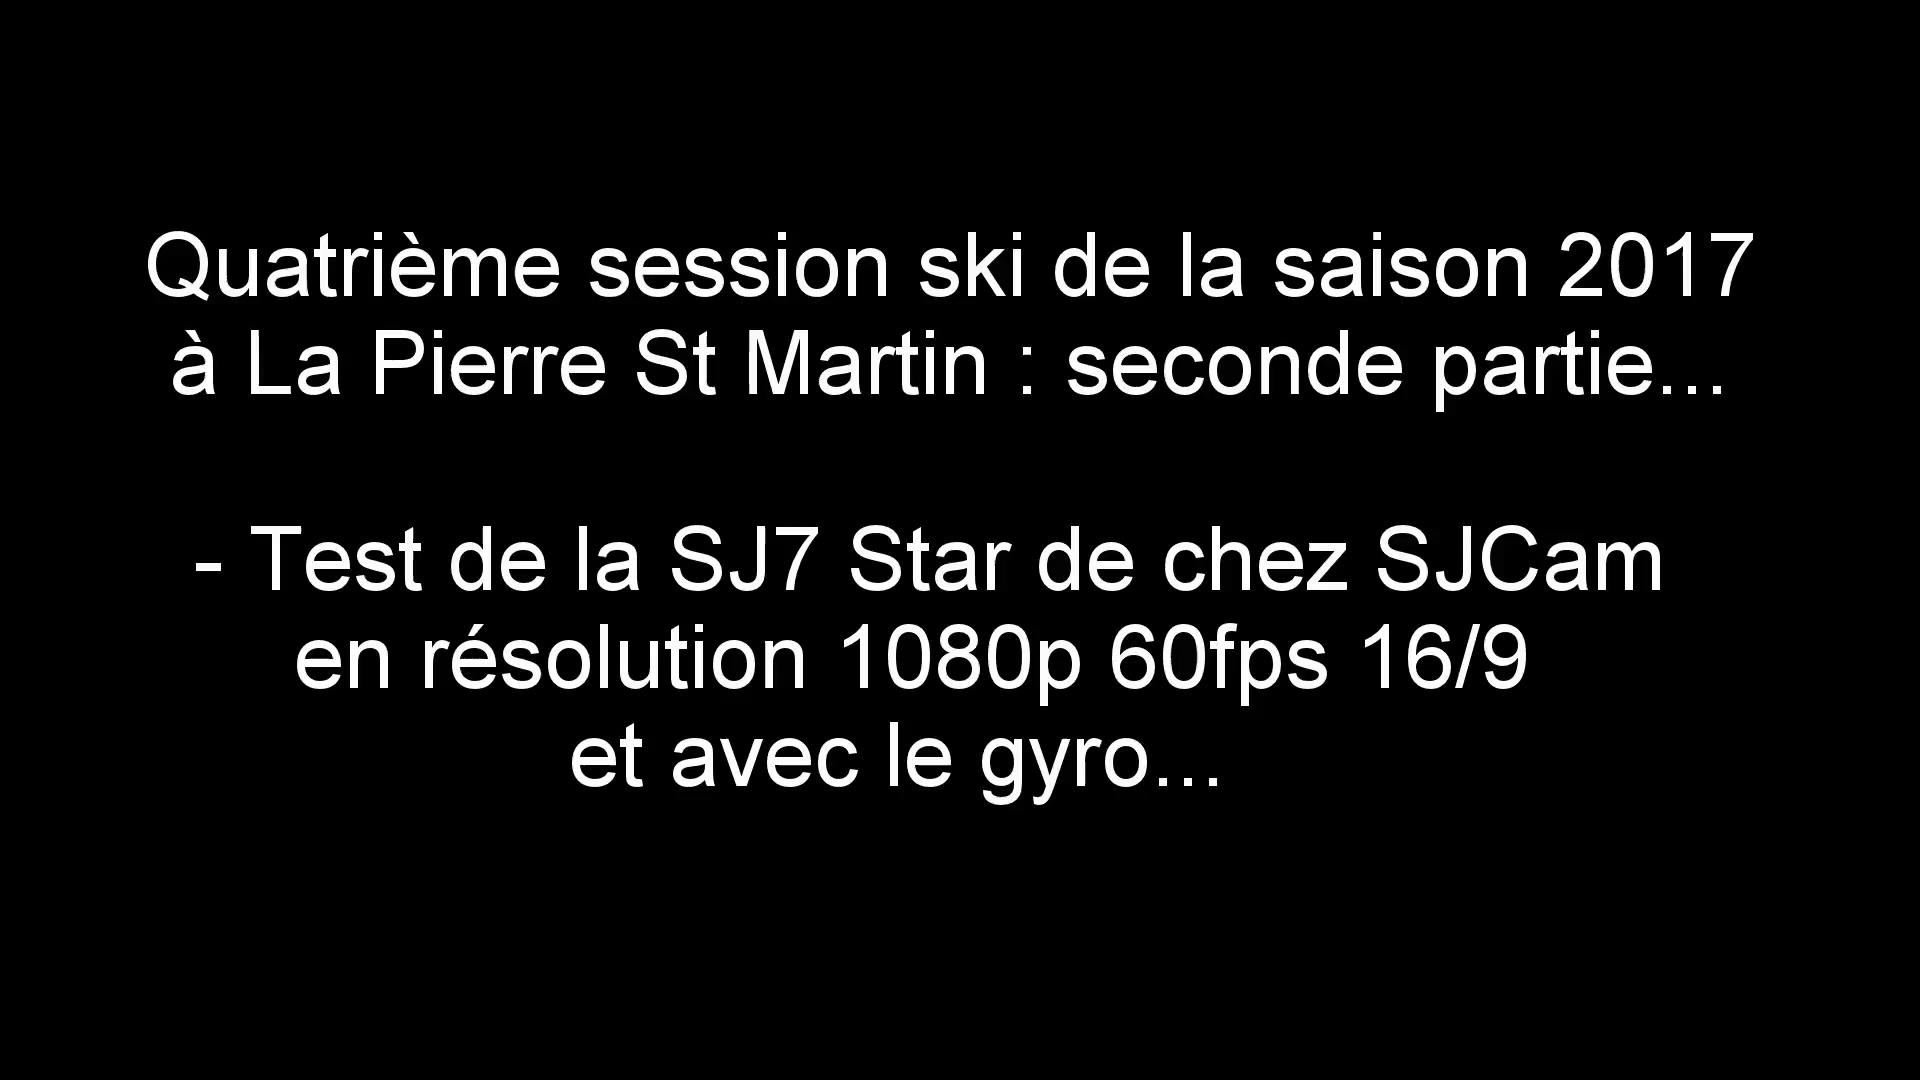 Quatrième session ski de la saison 2017
à La Pierre St Martin : seconde partie...
- Test de la SJ7 Star de chez SJCam
en résolution 1080p 60fps 16/9
et avec le gyro...